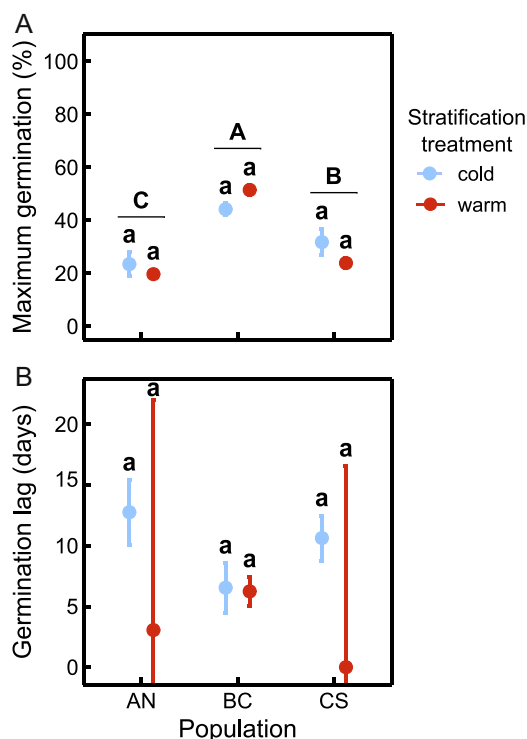 A
Maximum germination (%)
100
80
60
40
20
0
C
a
a
A
a
a
B
a
a
Stratification
treatment
cold
warm
B
Germination lag (days)
20
15
10
5
0
a
a
a
a
a
a
AN
BC
CS
Population